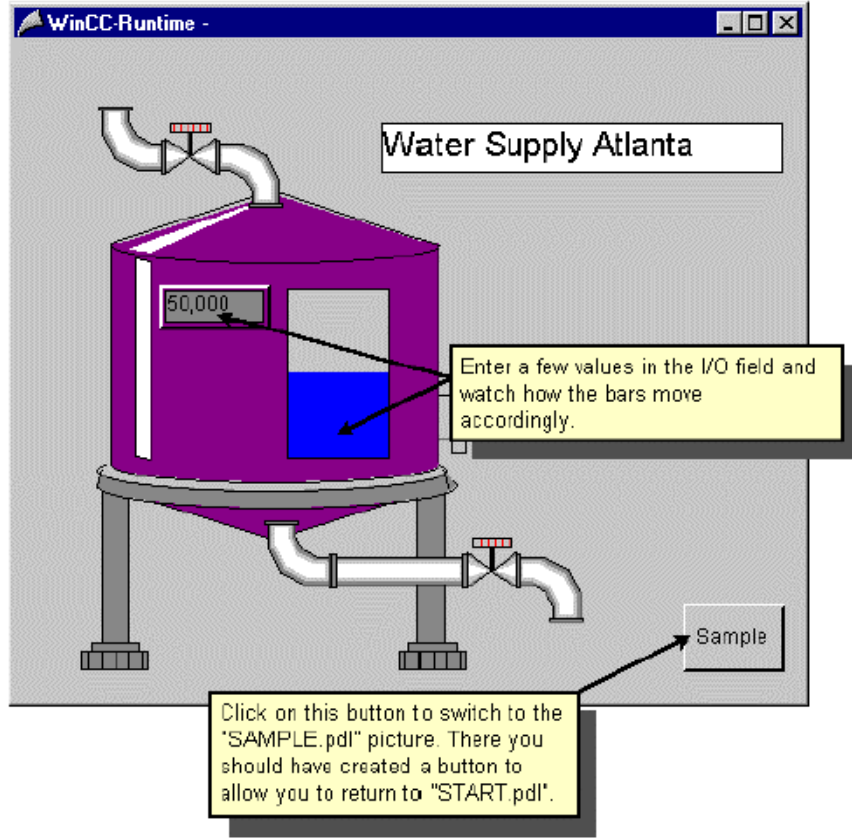 WinCC-Runtime -
Water Supply Atlanta
50,000
Enter a few values in the I/O field and
watch how the bars move
accordingly.
Sample
Click on this button to switch to the
"SAMPLE.pdl" picture. There you
should have created a button to
allow you to return to "START.pdl".